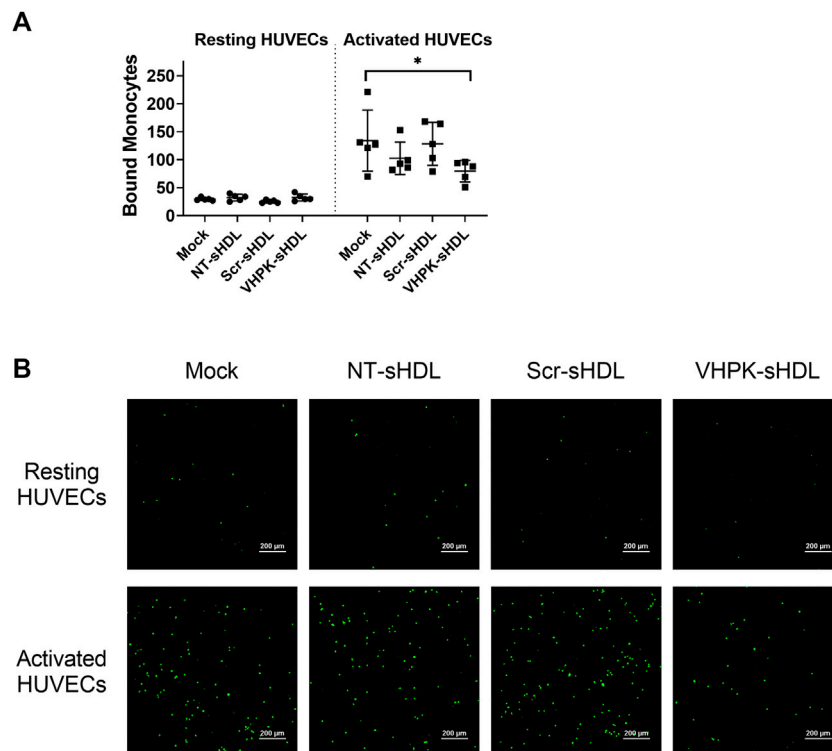 A
Resting HUVECs
Activated HUVECs
*
Bound Monocytes
250
200
150
100
50
0
Mock
NT-sHDL
Scr-sHDL
VHPK-sHDL
Mock
NT-sHDL
Scr-sHDL
VHPK-sHDL
B
Mock
NT-sHDL
Scr-sHDL
VHPK-sHDL
Resting
HUVECs
200 µm
200 µm
200 µm
200 µm
Activated
HUVECs
200 µm
200 µm
200 µm
200 µm